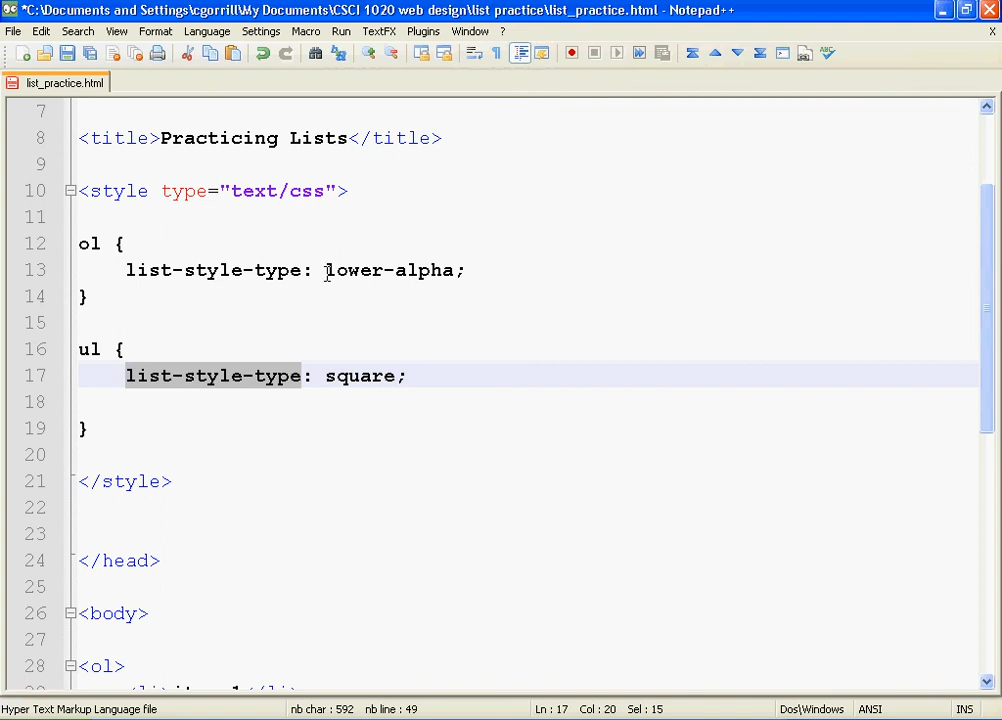 *C:\Documents and Settings\cgorrill\My Documents\CSCI 1020 web design\list practice\list_practice.html - Notepad++
File Edit Search View Format Language Settings Macro Run TextFX Plugins Window ? X
list_practice.html
7
8 <title>Practicing Lists</title>
9
10 <style type="text/css">
11
12 ol {
13 list-style-type: lower-alpha;
14 }
15
16 ul {
17 list-style-type: square;
18
19 }
20
21 </style>
22
23
24 </head>
25
26 <body>
27
28 <ol>
Hyper Text Markup Language file nb char : 592 nb line : 49 Ln : 17 Col : 20 Sel : 15 Dos\Windows ANSI INS